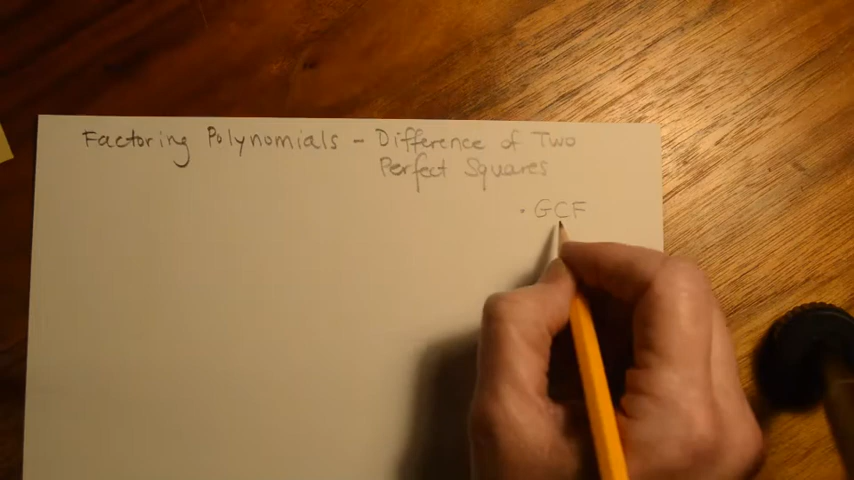 Factoring Polynomials - Difference of Two
Perfect Squares
• GCF